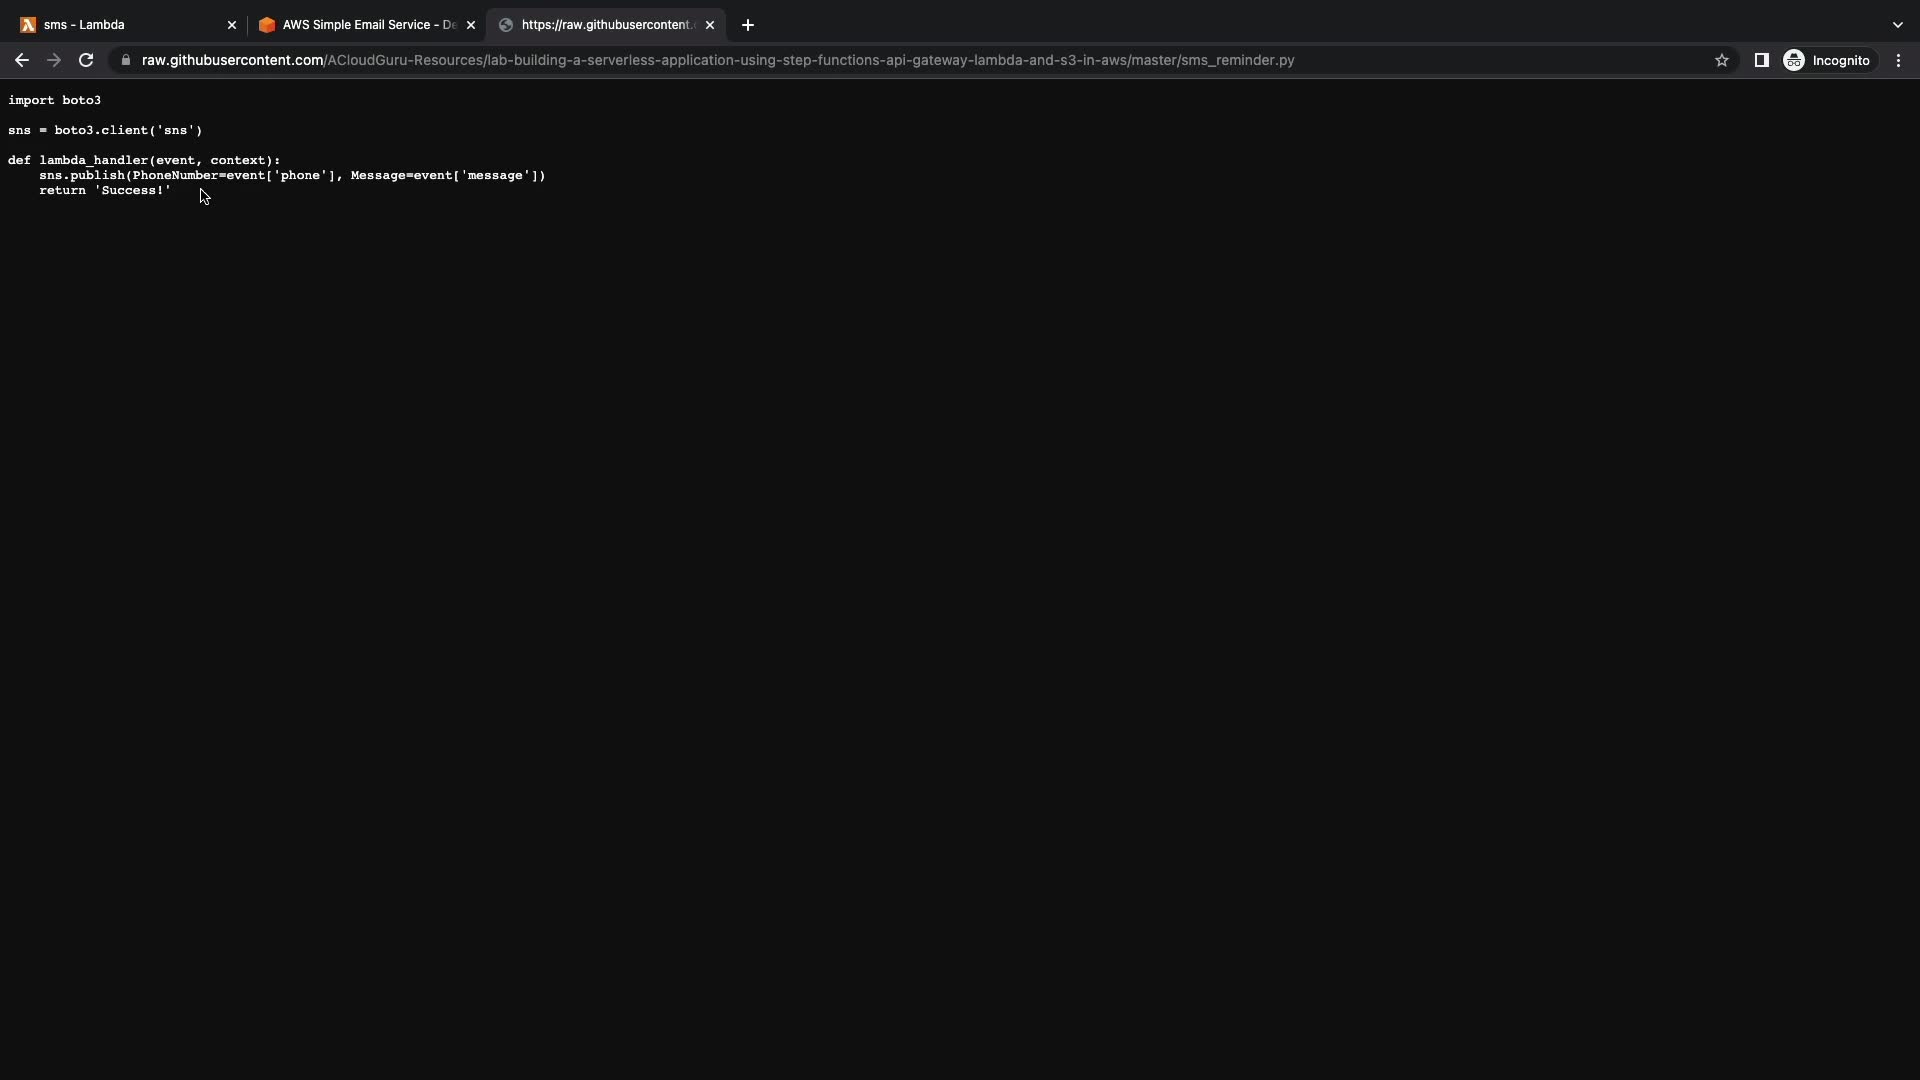 sms - Lambda
AWS Simple Email Service - De
https://raw.githubusercontent.
raw.githubusercontent.com/ACloudGuru-Resources/lab-building-a-serverless-application-using-step-functions-api-gateway-lambda-and-s3-in-aws/master/sms_reminder.py
Incognito
import boto3
sns = boto3.client('sns')
def lambda_handler(event, context):
    sns.publish(PhoneNumber=event['phone'], Message=event['message'])
    return 'Success!'